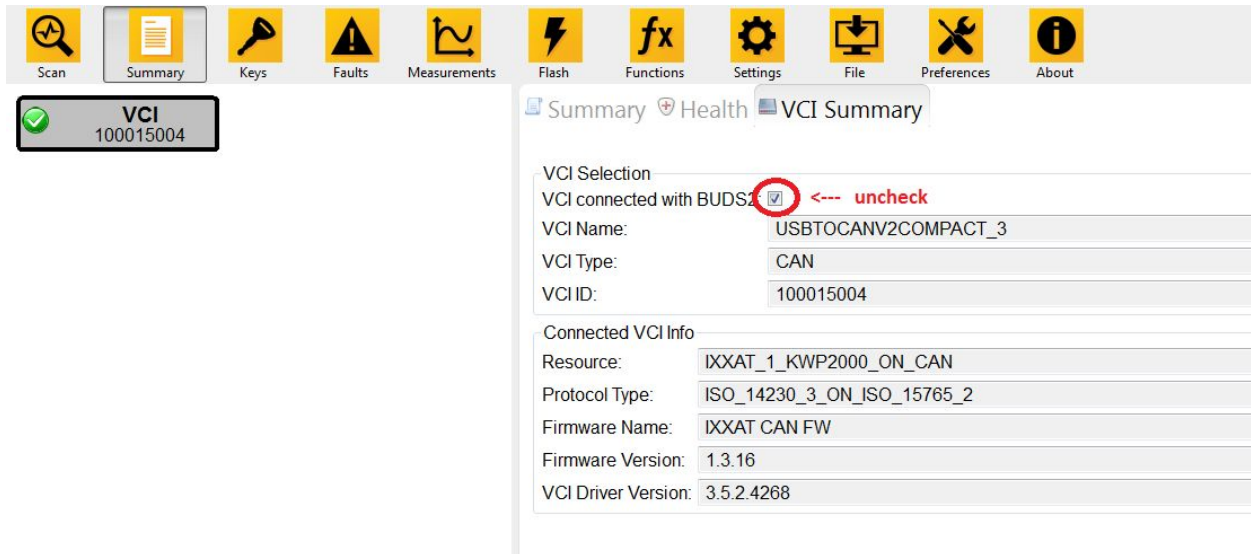 Scan Summary Keys Faults Measurements Flash Functions Settings File Preferences About
VCI
100015004
Summary Health VCI Summary
VCI Selection
VCI connected with BUDS2: <--- uncheck
VCI Name: USBTOCANV2COMPACT_3
VCI Type: CAN
VCI ID: 100015004
Connected VCI Info
Resource: IXXAT_1_KWP2000_ON_CAN
Protocol Type: ISO_14230_3_ON_ISO_15765_2
Firmware Name: IXXAT CAN FW
Firmware Version: 1.3.16
VCI Driver Version: 3.5.2.4268